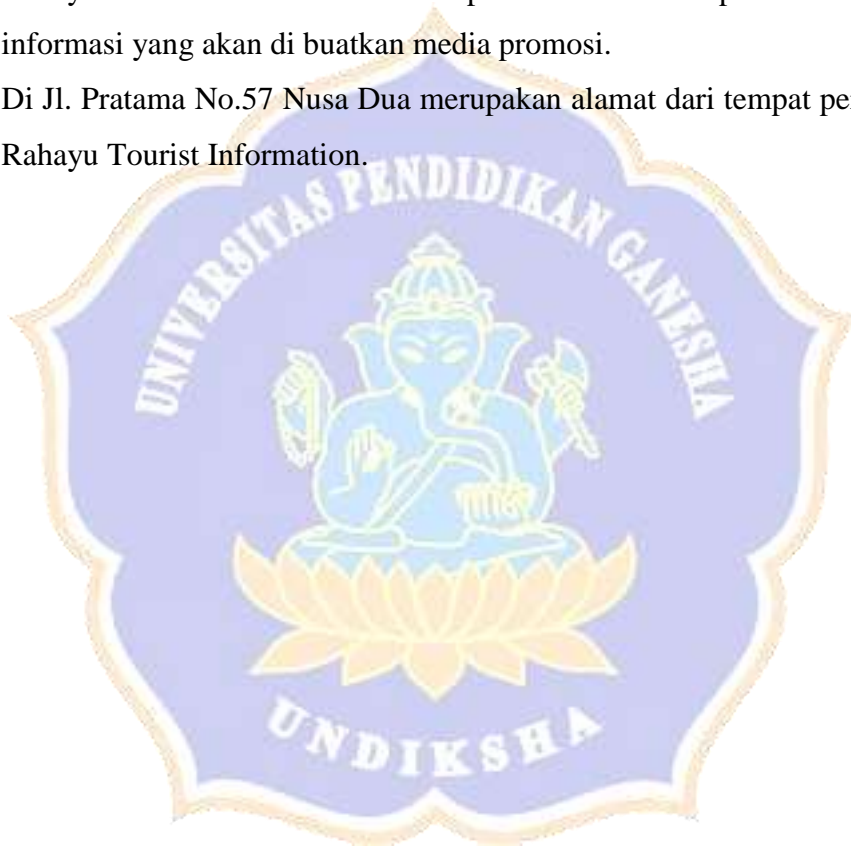 informasi yang akan di buatkan media promosi.
Di Jl. Pratama No.57 Nusa Dua merupakan alamat dari tempat
Rahayu Tourist Information.
UNIVERSITAS PENDIDIKAN GANESHA
UNDIKSHA